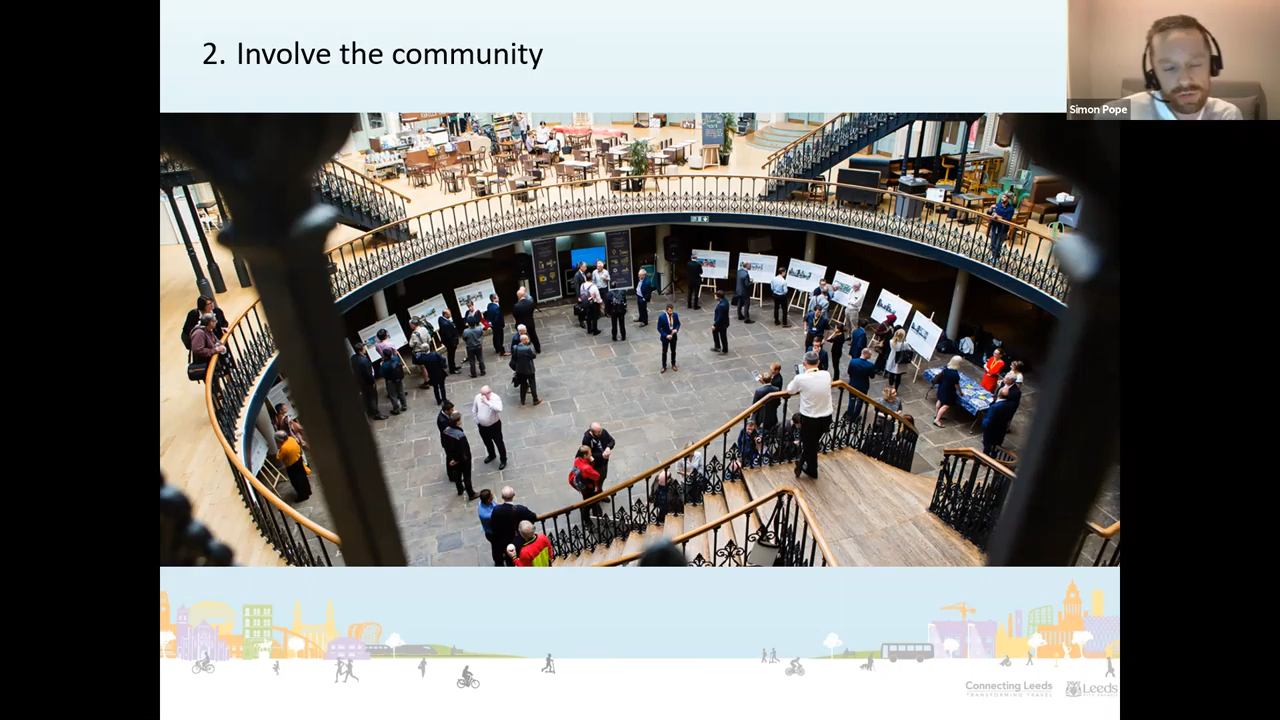 2. Involve the community
Simon Pope
Connecting Leeds
TRANSFORMING TRAVEL
Leeds